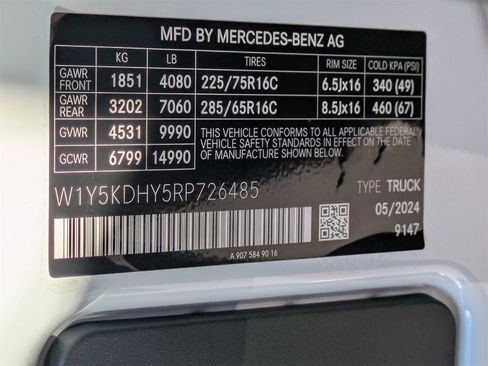 MFD BY MERCEDES-BENZ AG
KG LB TIRES RIM SIZE COLD KPA (PSI)
GAWR FRONT 1851 4080 225/75R16C 6.5Jx16 340 (49)
GAWR REAR 3202 7060 285/65R16C 8.5Jx16 460 (67)
GVWR 4531 9990 THIS VEHICLE CONFORMS TO ALL APPLICABLE FEDERAL
VEHICLE SAFETY STANDARDS IN EFFECT ON THE DATE
GCWR 6799 14990 OF MANUFACTURE SHOWN ABOVE.
W1Y5KDHY5RP726485 TYPE TRUCK
05/2024
9147
A 907 584 90 16